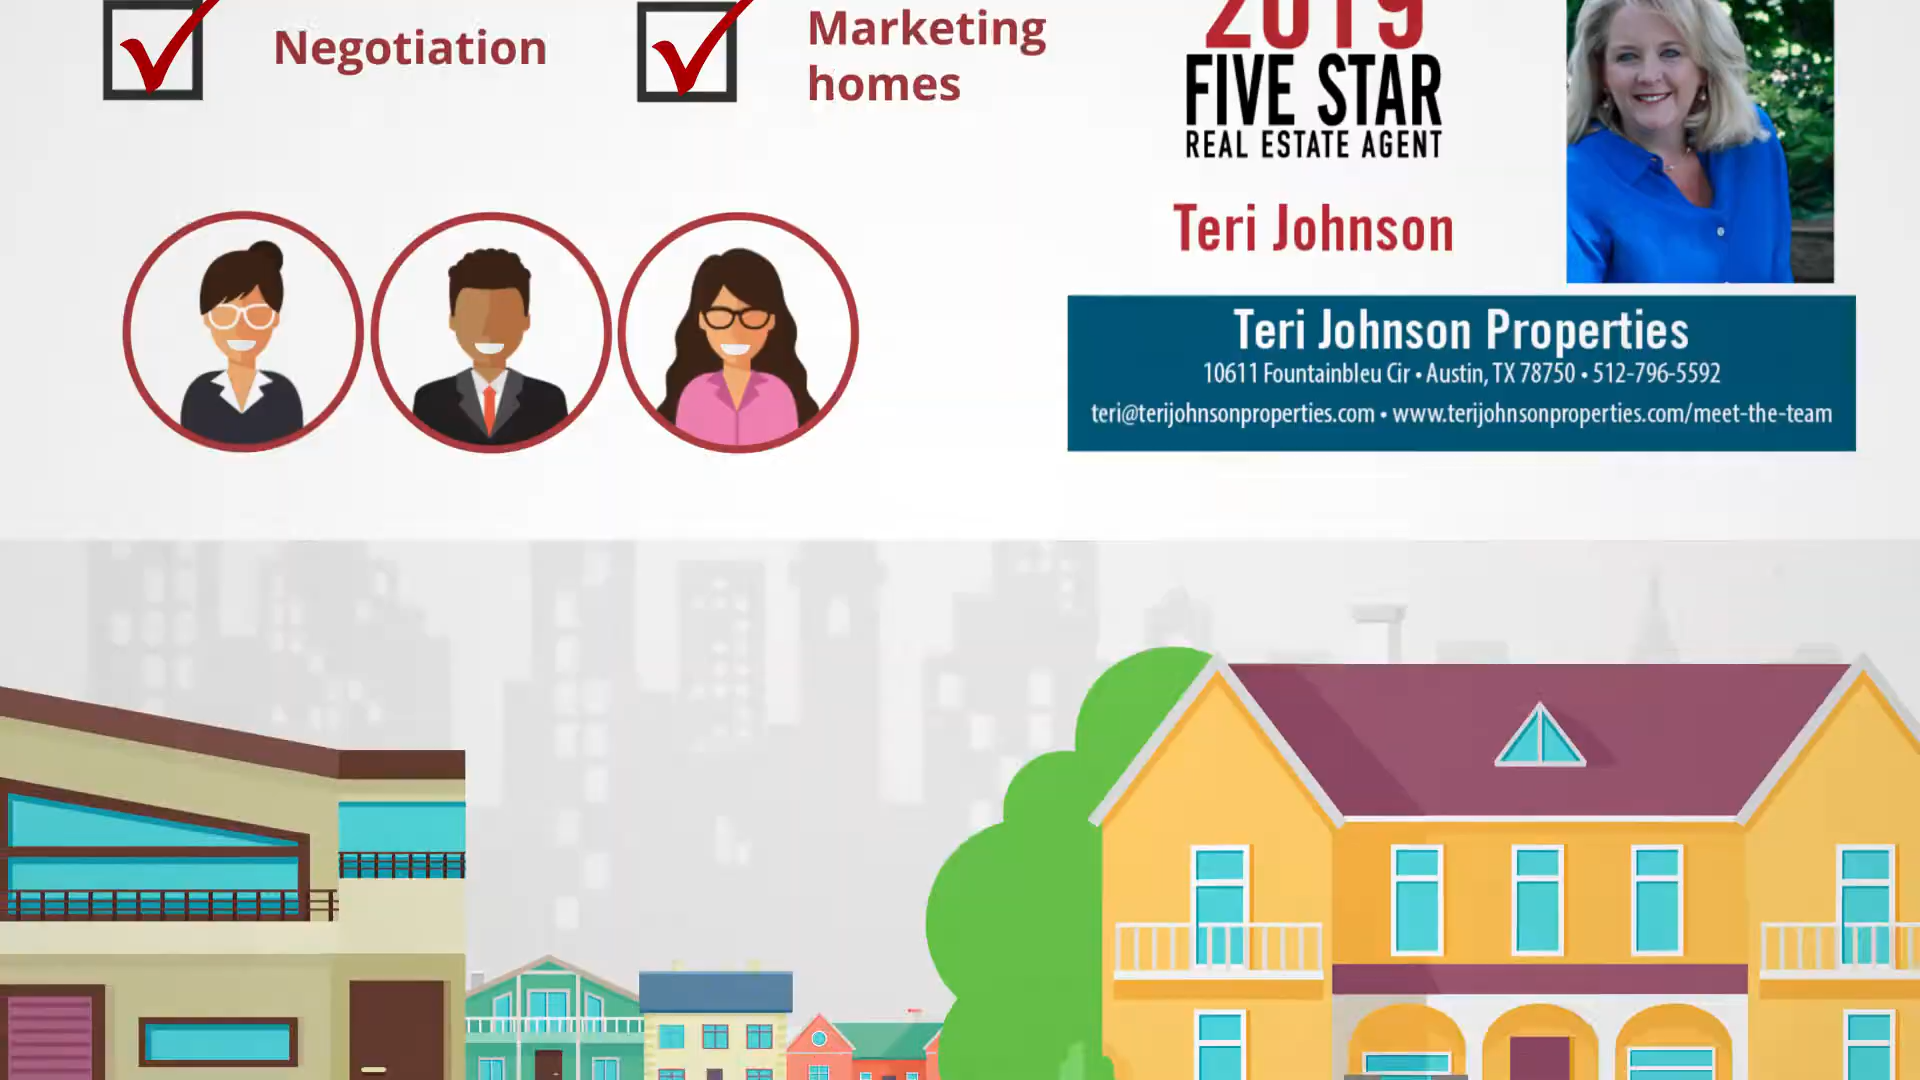 Negotiation
Marketing
homes
2019
FIVE STAR
REAL ESTATE AGENT
Teri Johnson
Teri Johnson Properties
10611 Fountainbleu Cir • Austin, TX 78750 • 512-796-5592
teri@terijohnsonproperties.com • www.terijohnsonproperties.com/meet-the-team